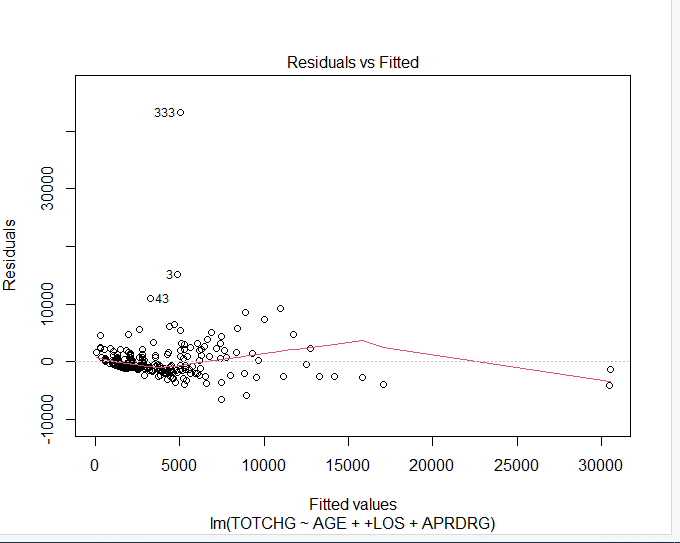 Residuals vs Fitted
333
30000
Residuals
3
10000
43
0
-10000
0 5000 10000 15000 20000 25000 30000
Fitted values
lm(TOTCHG ~ AGE + +LOS + APRDRG)